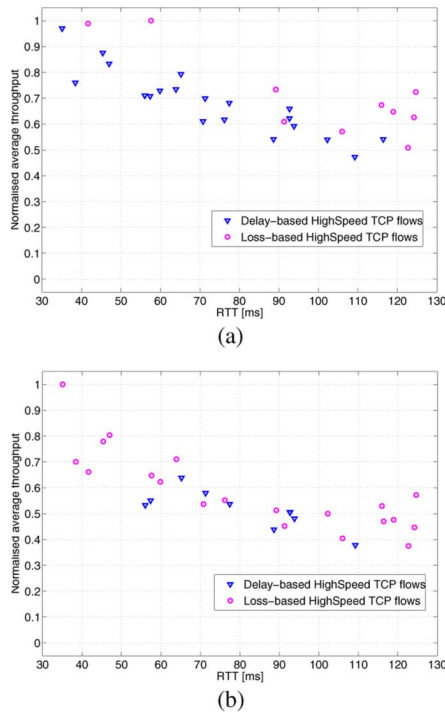 1
0.9
0.8
0.7
0.6
0.5
0.4
0.3
0.2
0.1
0
Normalised average throughput
Delay-based HighSpeed TCP flows
Loss-based HighSpeed TCP flows
30 40 50 60 70 80 90 100 110 120 130
RTT [ms]
(a)
1
0.9
0.8
0.7
0.6
0.5
0.4
0.3
0.2
0.1
0
Normalised average throughput
Delay-based HighSpeed TCP flows
Loss-based HighSpeed TCP flows
30 40 50 60 70 80 90 100 110 120 130
RTT [ms]
(b)